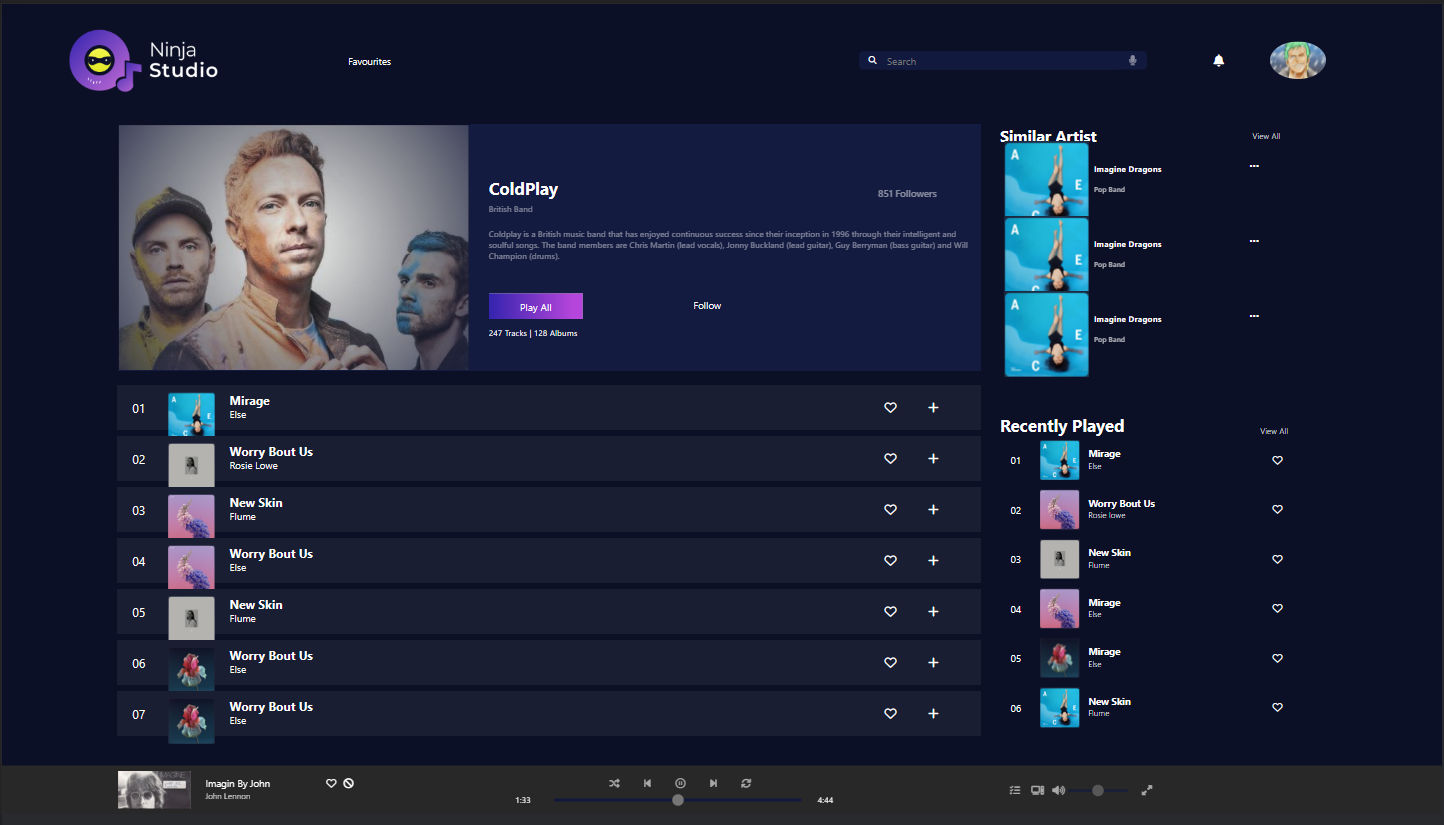 Ninja
Studio
Favourites
Search
ColdPlay
851 Followers
British Band
Coldplay is a British music band that has enjoyed continuous success since their inception in 1996 through their intelligent and
soulful songs. The band members are Chris Martin (lead vocals), Jonny Buckland (lead guitar), Guy Berryman (bass guitar) and Will
Champion (drums).
Play All
Follow
247 Tracks | 128 Albums
Similar Artist
View All
A
E
C
Imagine Dragons
...
Pop Band
A
E
C
Imagine Dragons
...
Pop Band
A
E
C
Imagine Dragons
...
Pop Band
01
A
E
C
Mirage
Else
02
Worry Bout Us
Rosie Lowe
03
New Skin
Flume
04
Worry Bout Us
Else
05
New Skin
Flume
06
Worry Bout Us
Else
07
Worry Bout Us
Else
Recently Played
View All
01
A
E
C
Mirage
Else
02
Worry Bout Us
Rosie lowe
03
New Skin
Flume
04
Mirage
Else
05
Mirage
Else
06
A
E
C
New Skin
Flume
IMAGINE
Imagin By John
John Lennon
1:33
4:44